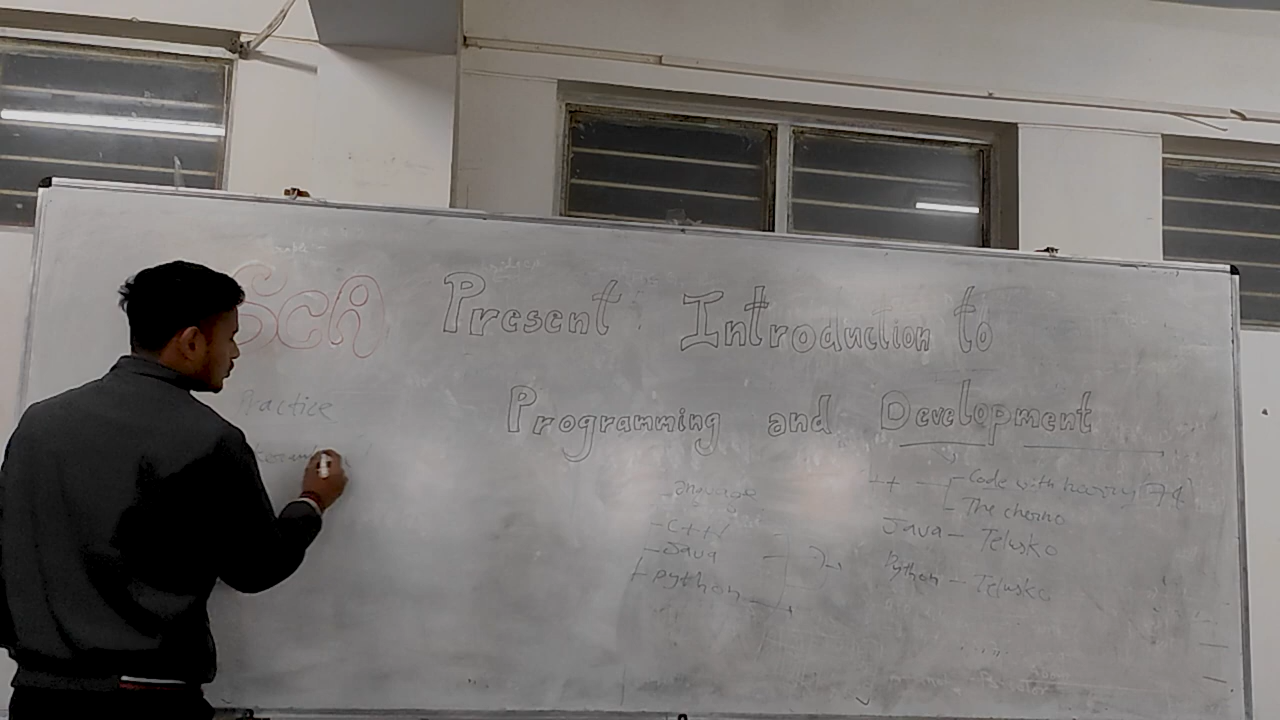 ScA Present Introduction to
Programming and Development
Practice
language
- C++
- Java
- python
++ - Code with harry [74]
The cherno
Java - Telusko
Python - Telusko